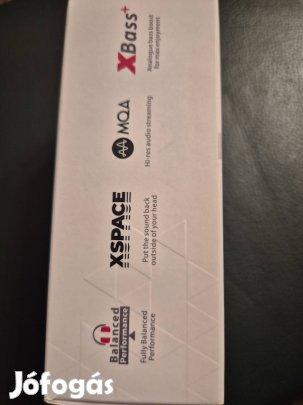 XBass+
Analogue bass boost
for max enjoyment
MQA
Hi-res audio streaming
XSPACE
Put the sound back
outside of your head
Balanced
Performance
Fully Balanced
Performance
Jófogás